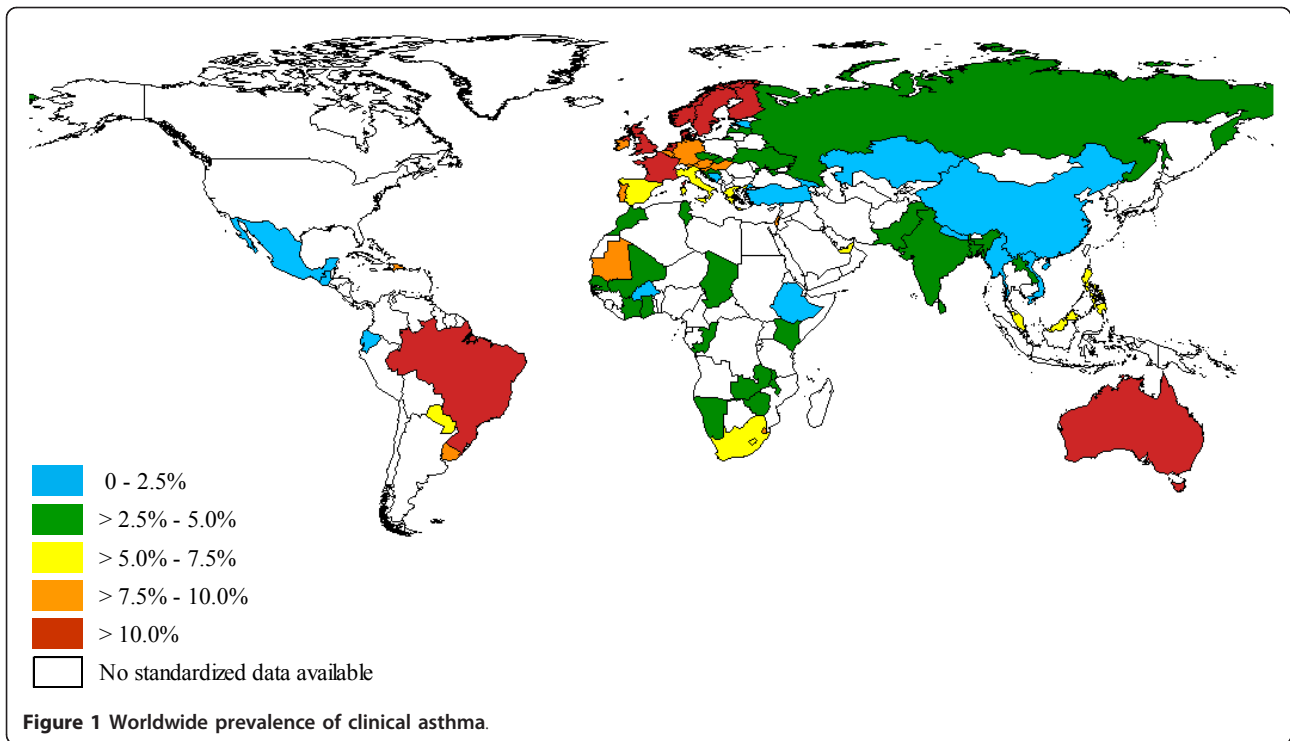 0 - 2.5%
> 2.5% - 5.0%
> 5.0% - 7.5%
> 7.5% - 10.0%
> 10.0%
No standardized data available
Figure 1 Worldwide prevalence of clinical asthma.